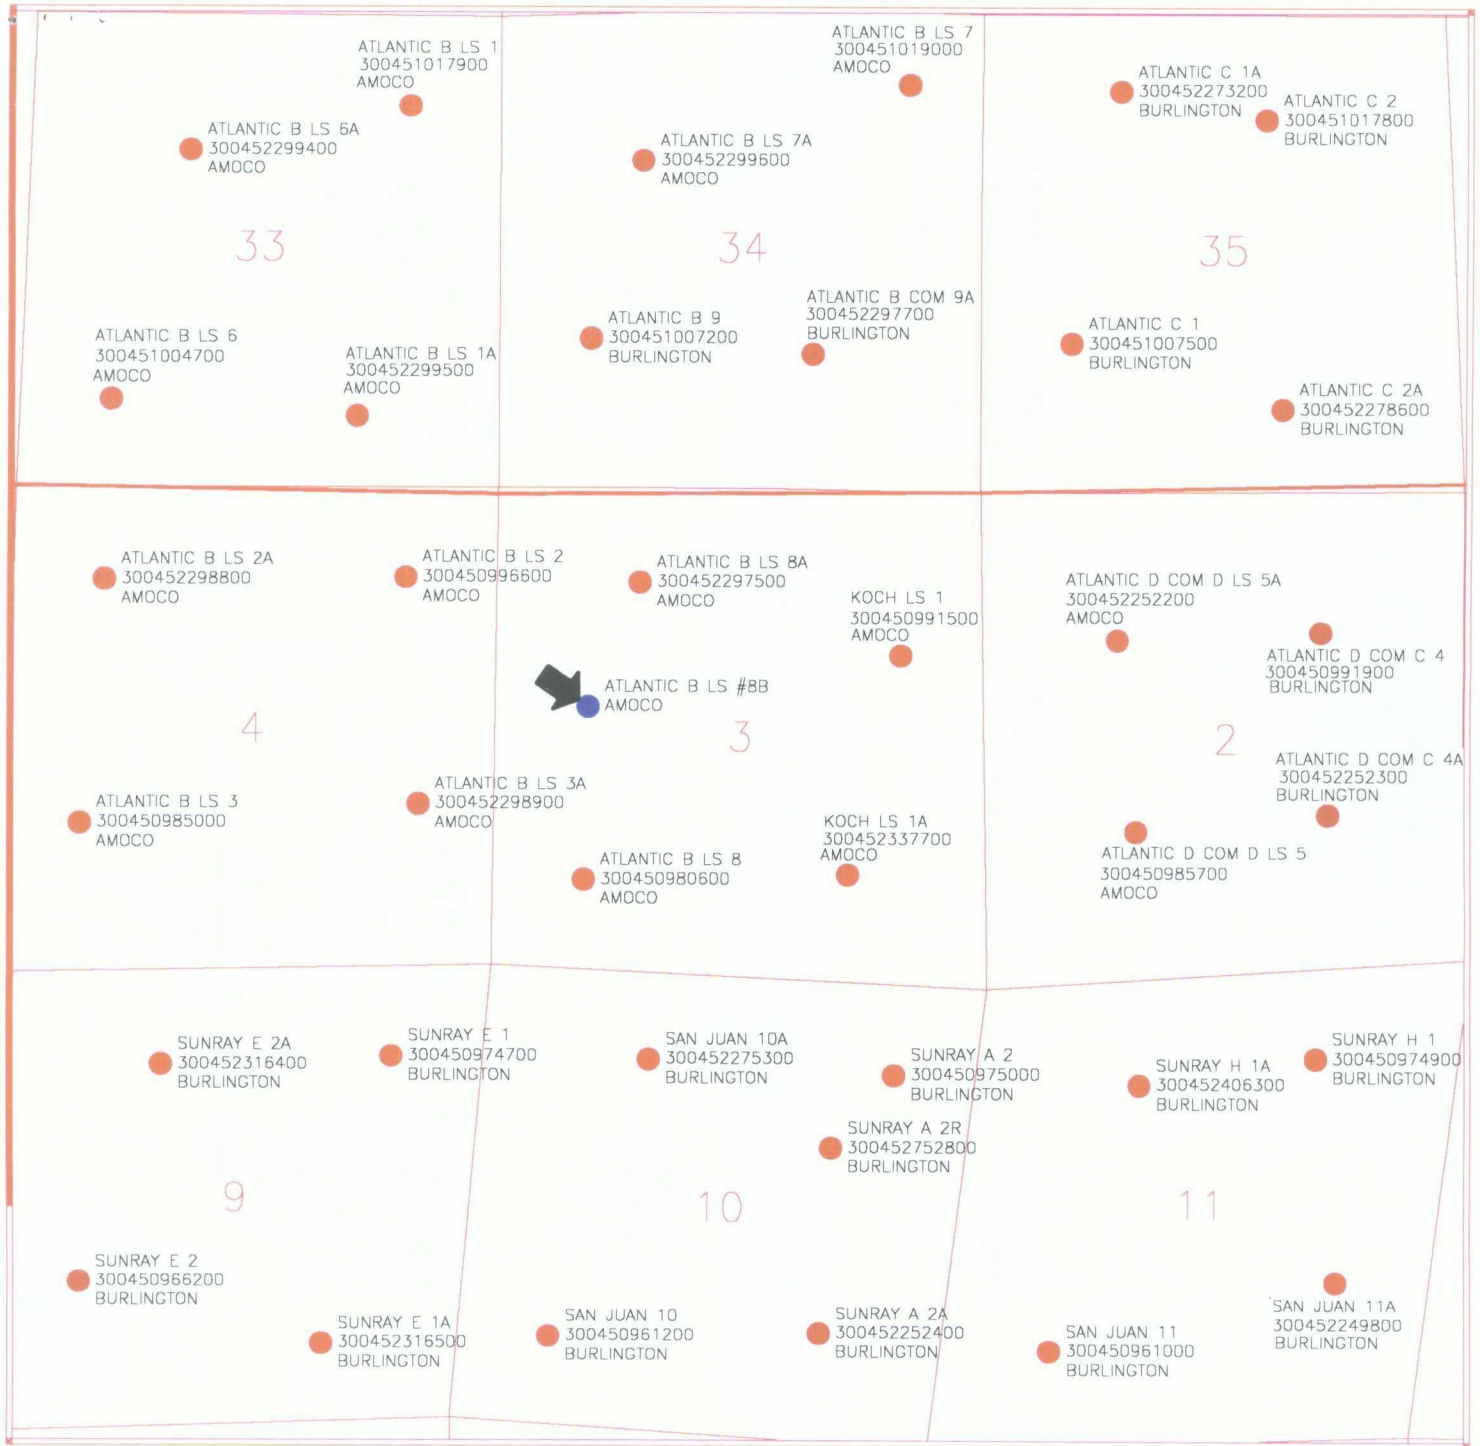 ATLANTIC B LS 1
300451017900
AMOCO
ATLANTIC B LS 6A
300452299400
AMOCO
33
ATLANTIC B LS 6
300451004700
AMOCO
ATLANTIC B LS 1A
300452299500
AMOCO
ATLANTIC B LS 7
300451019000
AMOCO
ATLANTIC B LS 7A
300452299600
AMOCO
34
ATLANTIC B 9
300451007200
BURLINGTON
ATLANTIC B COM 9A
300452297700
BURLINGTON
ATLANTIC C 1A
300452273200
BURLINGTON
ATLANTIC C 2
300451017800
BURLINGTON
35
ATLANTIC C 1
300451007500
BURLINGTON
ATLANTIC C 2A
300452278600
BURLINGTON
ATLANTIC B LS 2A
300452298800
AMOCO
ATLANTIC B LS 2
300450996600
AMOCO
4
ATLANTIC B LS 3
300450985000
AMOCO
ATLANTIC B LS 3A
300452298900
AMOCO
ATLANTIC B LS 8A
300452297500
AMOCO
KOCH LS 1
300450991500
AMOCO
ATLANTIC B LS #8B
AMOCO
3
ATLANTIC B LS 8
300450980600
AMOCO
KOCH LS 1A
300452337700
AMOCO
ATLANTIC D COM D LS 5A
300452252200
AMOCO
ATLANTIC D COM C 4
300450991900
BURLINGTON
2
ATLANTIC D COM C 4A
300452252300
BURLINGTON
ATLANTIC D COM D LS 5
300450985700
AMOCO
SUNRAY E 2A
300452316400
BURLINGTON
SUNRAY E 1
300450974700
BURLINGTON
9
SUNRAY E 2
300450966200
BURLINGTON
SUNRAY E 1A
300452316500
BURLINGTON
SAN JUAN 10A
300452275300
BURLINGTON
SUNRAY A 2
300450975000
BURLINGTON
SUNRAY A 2R
300452752800
BURLINGTON
10
SAN JUAN 10
300450961200
BURLINGTON
SUNRAY A 2A
300452252400
BURLINGTON
SUNRAY H 1A
300452406300
BURLINGTON
SUNRAY H 1
300450974900
BURLINGTON
11
SAN JUAN 11
300450961000
BURLINGTON
SAN JUAN 11A
300452249800
BURLINGTON